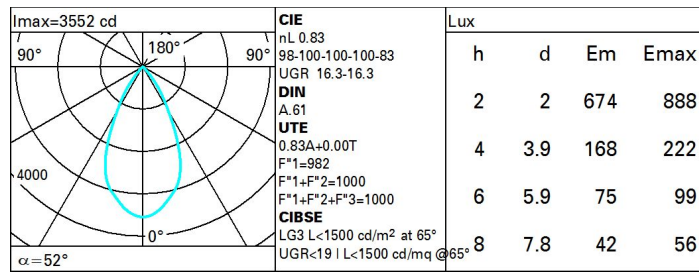 Imax=3552 cd
90°
180°
90°
4000
0°
α=52°
CIE
nL 0.83
98-100-100-100-83
UGR 16.3-16.3
DIN
A.61
UTE
0.83A+0.00T
F"1=982
F"1+F"2=1000
F"1+F"2+F"3=1000
CIBSE
LG3 L<1500 cd/m² at 65°
UGR<19 | L<1500 cd/mq @65°
Lux
h d Em Emax
2 2 674 888
4 3.9 168 222
6 5.9 75 99
8 7.8 42 56